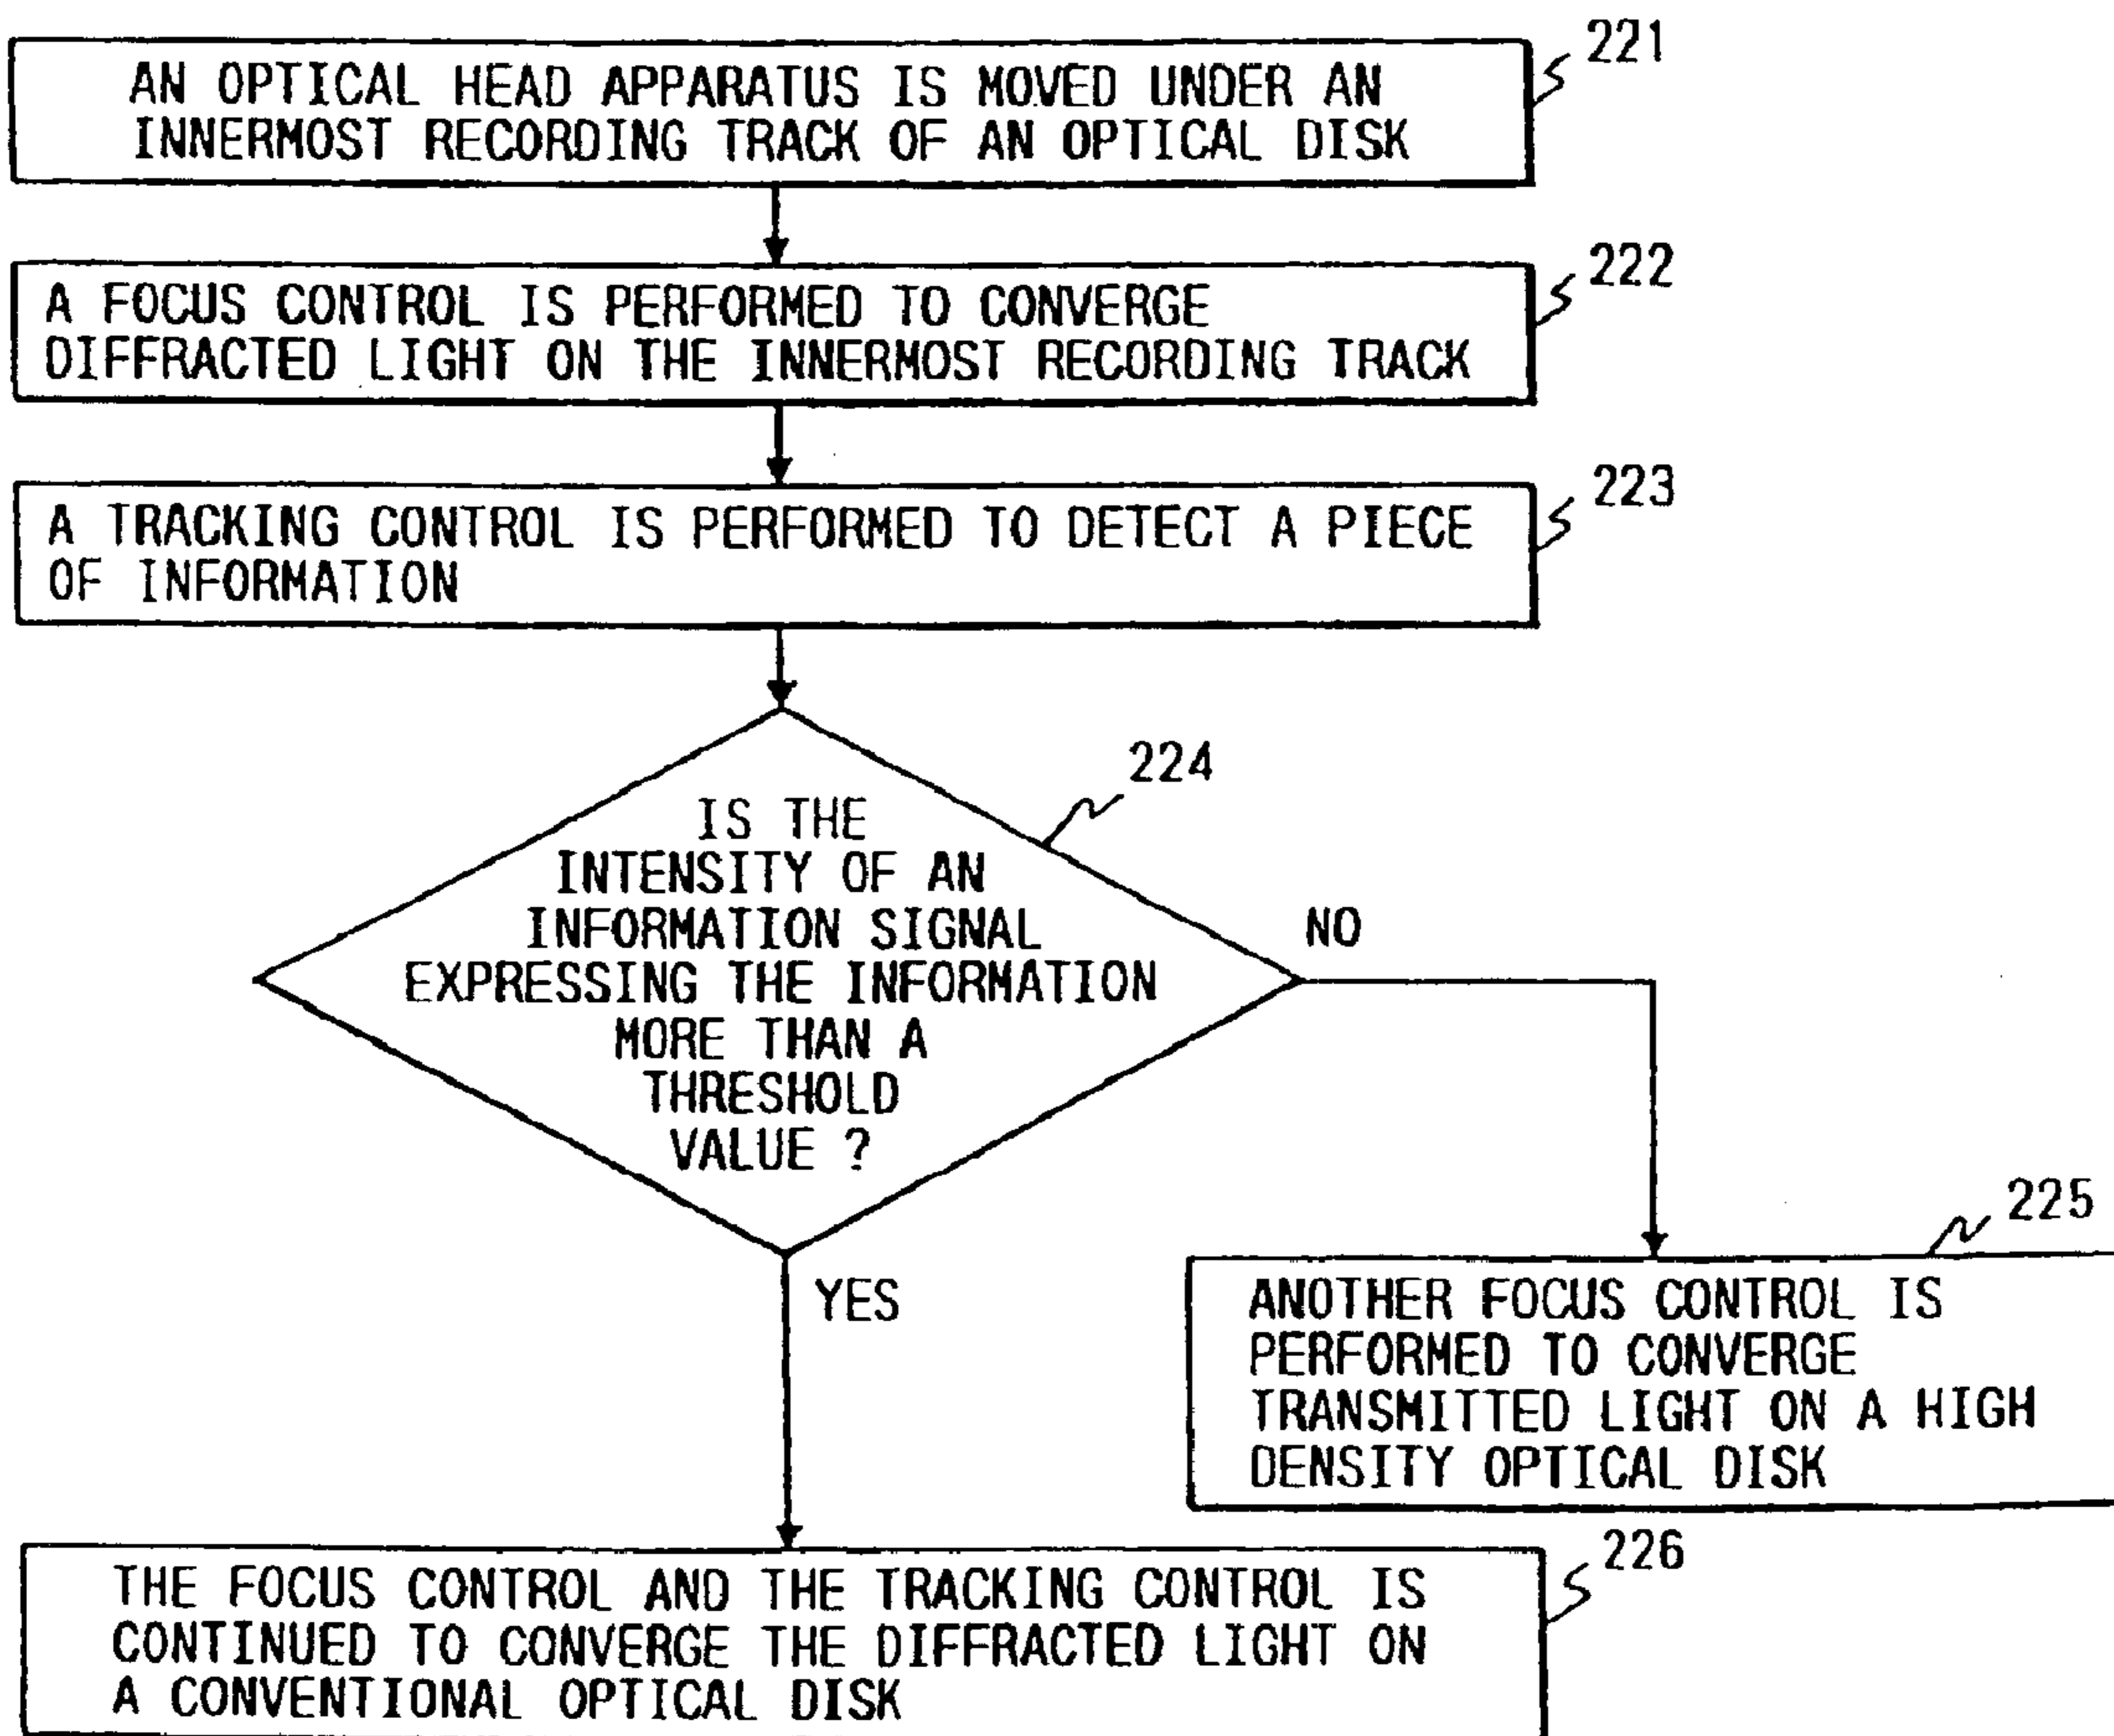 221
AN OPTICAL HEAD APPARATUS IS MOVED UNDER AN
INNERMOST RECORDING TRACK OF AN OPTICAL DISK
222
A FOCUS CONTROL IS PERFORMED TO CONVERGE
DIFFRACTED LIGHT ON THE INNERMOST RECORDING TRACK
223
A TRACKING CONTROL IS PERFORMED TO DETECT A PIECE
OF INFORMATION
224
IS THE
INTENSITY OF AN
INFORMATION SIGNAL
EXPRESSING THE INFORMATION
MORE THAN A
THRESHOLD
VALUE ?
NO
YES
225
ANOTHER FOCUS CONTROL IS
PERFORMED TO CONVERGE
TRANSMITTED LIGHT ON A HIGH
DENSITY OPTICAL DISK
226
THE FOCUS CONTROL AND THE TRACKING CONTROL IS
CONTINUED TO CONVERGE THE DIFFRACTED LIGHT ON
A CONVENTIONAL OPTICAL DISK